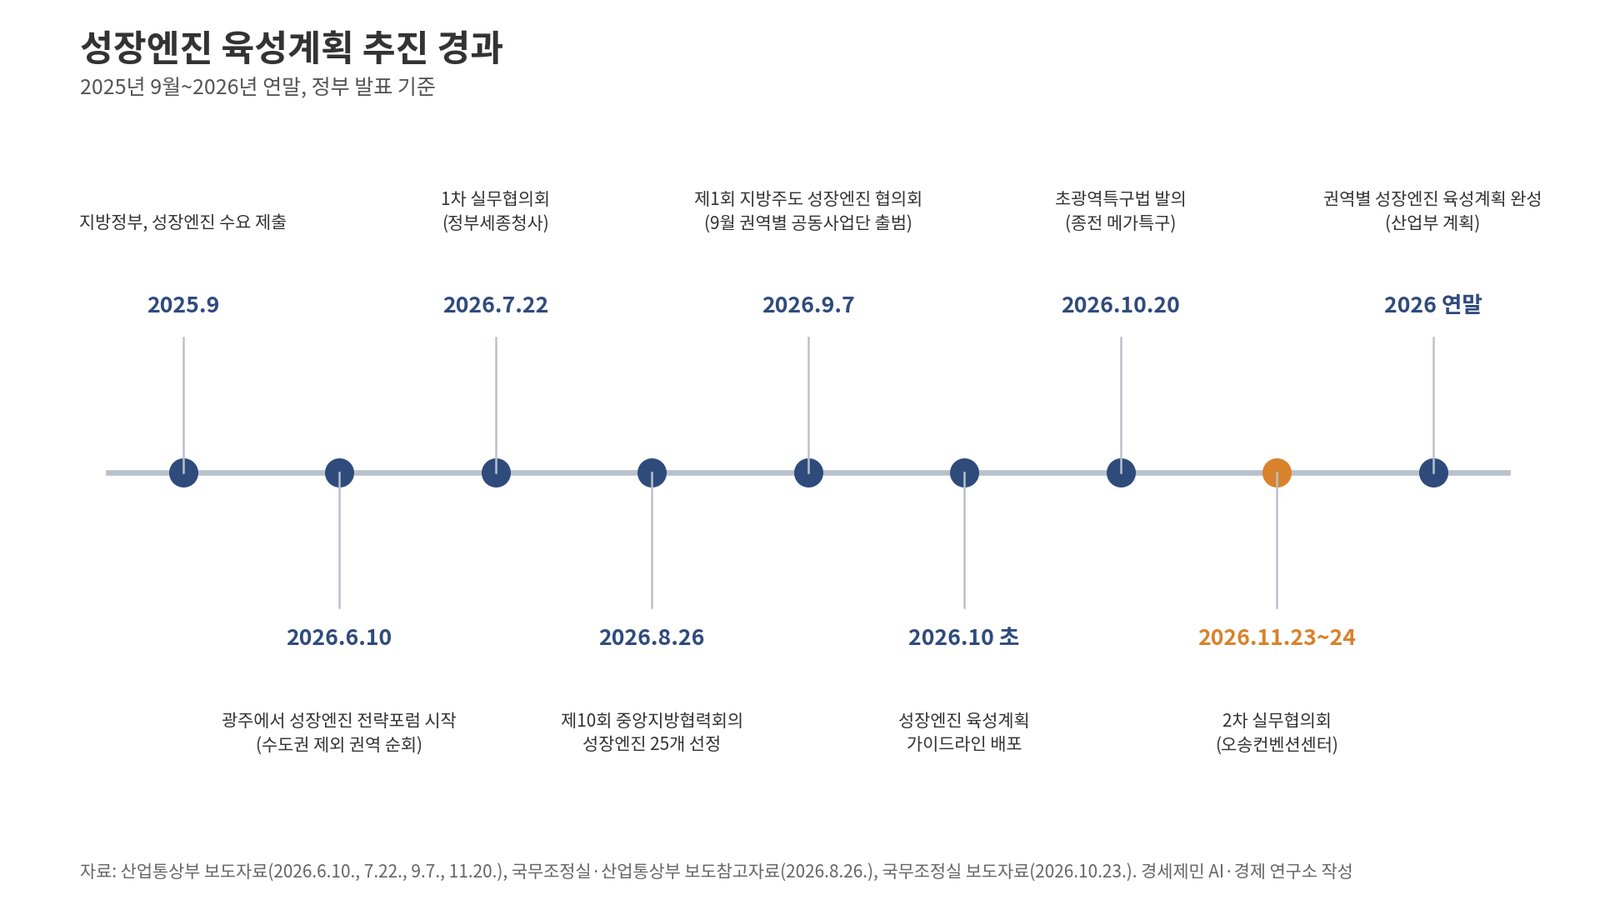 성장엔진 육성계획 추진 경과
2025년 9월~2026년 연말, 정부 발표 기준
지방정부, 성장엔진 수요 제출
2025.9
광주에서 성장엔진 전략포럼 시작
(수도권 제외 권역 순회)
2026.6.10
1차 실무협의회
(정부세종청사)
2026.7.22
제10회 중앙지방협력회의
성장엔진 25개 선정
2026.8.26
제1회 지방주도 성장엔진 협의회
(9월 권역별 공동사업단 출범)
2026.9.7
성장엔진 육성계획
가이드라인 배포
2026.10 초
초광역특구법 발의
(종전 메가특구)
2026.10.20
2차 실무협의회
(오송컨벤션센터)
2026.11.23~24
권역별 성장엔진 육성계획 완성
(산업부 계획)
2026 연말
자료: 산업통상부 보도자료(2026.6.10., 7.22., 9.7., 11.20.), 국무조정실·산업통상부 보도참고자료(2026.8.26.), 국무조정실 보도자료(2026.10.23.). 경세제민 AI·경제 연구소 작성